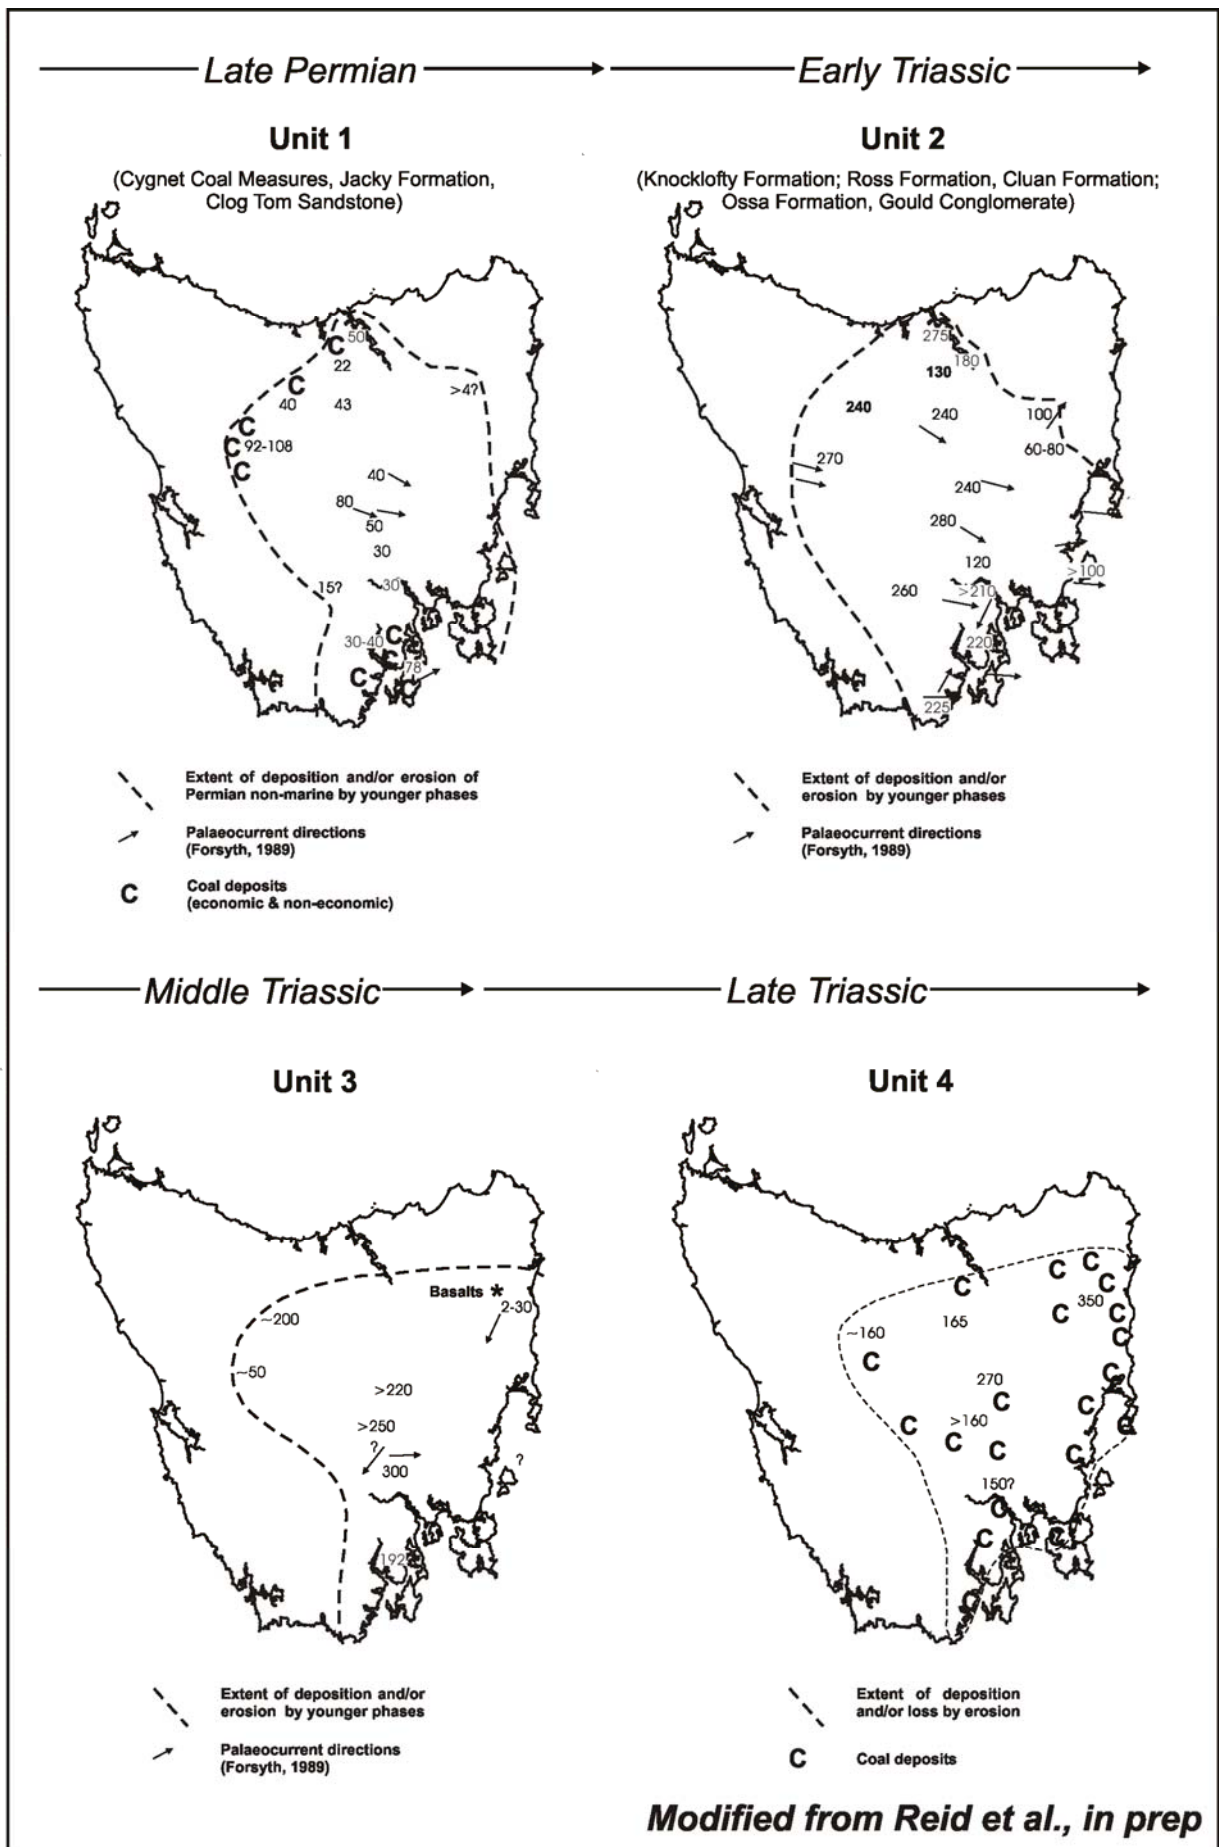 Late Permian
Early Triassic
Unit 1
(Cygnet Coal Measures, Jacky Formation,
Clog Tom Sandstone)
Unit 2
(Knocklofty Formation; Ross Formation, Cluan Formation;
Ossa Formation, Gould Conglomerate)
50
C
22
C
40
43
>4?
C
C 92-108
C
40
80
50
30
15?
30
30-40
C
C
78
C
C
275
180
130
240
240
100
60-80
270
240
280
120
>100
260
>210
220
225
Extent of deposition and/or erosion of
Permian non-marine by younger phases
Palaeocurrent directions
(Forsyth, 1989)
C
Coal deposits
(economic & non-economic)
Extent of deposition and/or
erosion by younger phases
Palaeocurrent directions
(Forsyth, 1989)
Middle Triassic
Late Triassic
Unit 3
Unit 4
Basalts *
2-30
~200
~50
>220
>250
?
300
?
192
C
C
C
C
350
C
C
C
165
~160
C
C
270
C
C
C
>160
C
C
C
C
150?
C
C
C
C
Extent of deposition and/or
erosion by younger phases
Palaeocurrent directions
(Forsyth, 1989)
Extent of deposition
and/or loss by erosion
C
Coal deposits
Modified from Reid et al., in prep